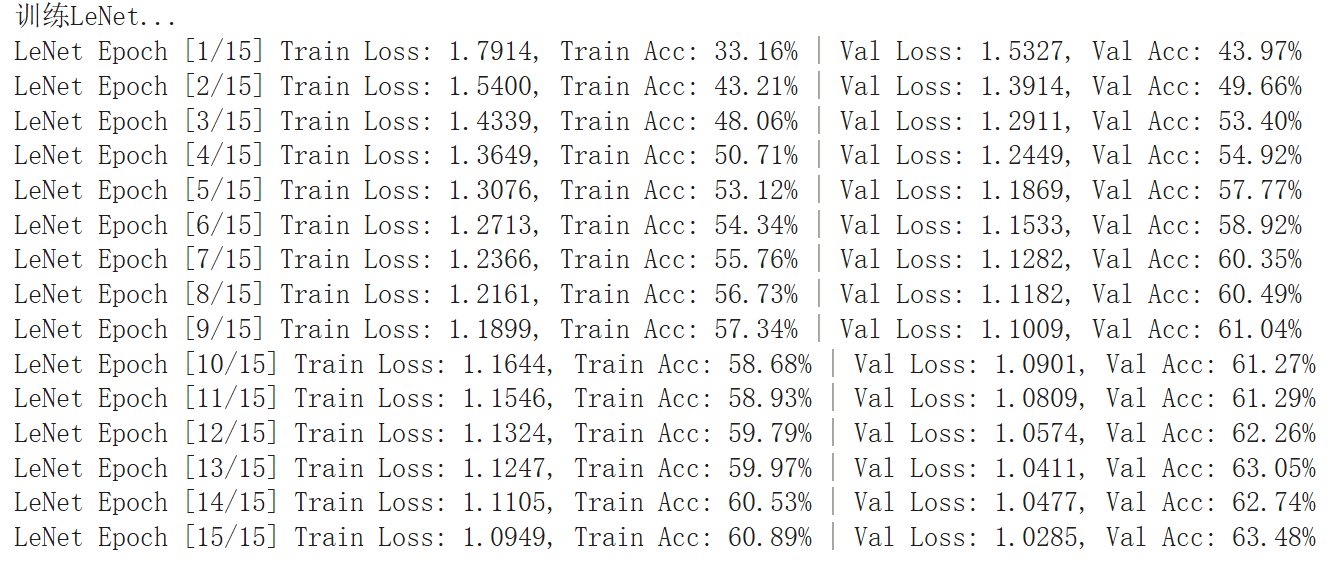 训练LeNet...
LeNet Epoch [1/15] Train Loss: 1.7914, Train Acc: 33.16% | Val Loss: 1.5327, Val Acc: 43.97%
LeNet Epoch [2/15] Train Loss: 1.5400, Train Acc: 43.21% | Val Loss: 1.3914, Val Acc: 49.66%
LeNet Epoch [3/15] Train Loss: 1.4339, Train Acc: 48.06% | Val Loss: 1.2911, Val Acc: 53.40%
LeNet Epoch [4/15] Train Loss: 1.3649, Train Acc: 50.71% | Val Loss: 1.2449, Val Acc: 54.92%
LeNet Epoch [5/15] Train Loss: 1.3076, Train Acc: 53.12% | Val Loss: 1.1869, Val Acc: 57.77%
LeNet Epoch [6/15] Train Loss: 1.2713, Train Acc: 54.34% | Val Loss: 1.1533, Val Acc: 58.92%
LeNet Epoch [7/15] Train Loss: 1.2366, Train Acc: 55.76% | Val Loss: 1.1282, Val Acc: 60.35%
LeNet Epoch [8/15] Train Loss: 1.2161, Train Acc: 56.73% | Val Loss: 1.1182, Val Acc: 60.49%
LeNet Epoch [9/15] Train Loss: 1.1899, Train Acc: 57.34% | Val Loss: 1.1009, Val Acc: 61.04%
LeNet Epoch [10/15] Train Loss: 1.1644, Train Acc: 58.68% | Val Loss: 1.0901, Val Acc: 61.27%
LeNet Epoch [11/15] Train Loss: 1.1546, Train Acc: 58.93% | Val Loss: 1.0809, Val Acc: 61.29%
LeNet Epoch [12/15] Train Loss: 1.1324, Train Acc: 59.79% | Val Loss: 1.0574, Val Acc: 62.26%
LeNet Epoch [13/15] Train Loss: 1.1247, Train Acc: 59.97% | Val Loss: 1.0411, Val Acc: 63.05%
LeNet Epoch [14/15] Train Loss: 1.1105, Train Acc: 60.53% | Val Loss: 1.0477, Val Acc: 62.74%
LeNet Epoch [15/15] Train Loss: 1.0949, Train Acc: 60.89% | Val Loss: 1.0285, Val Acc: 63.48%